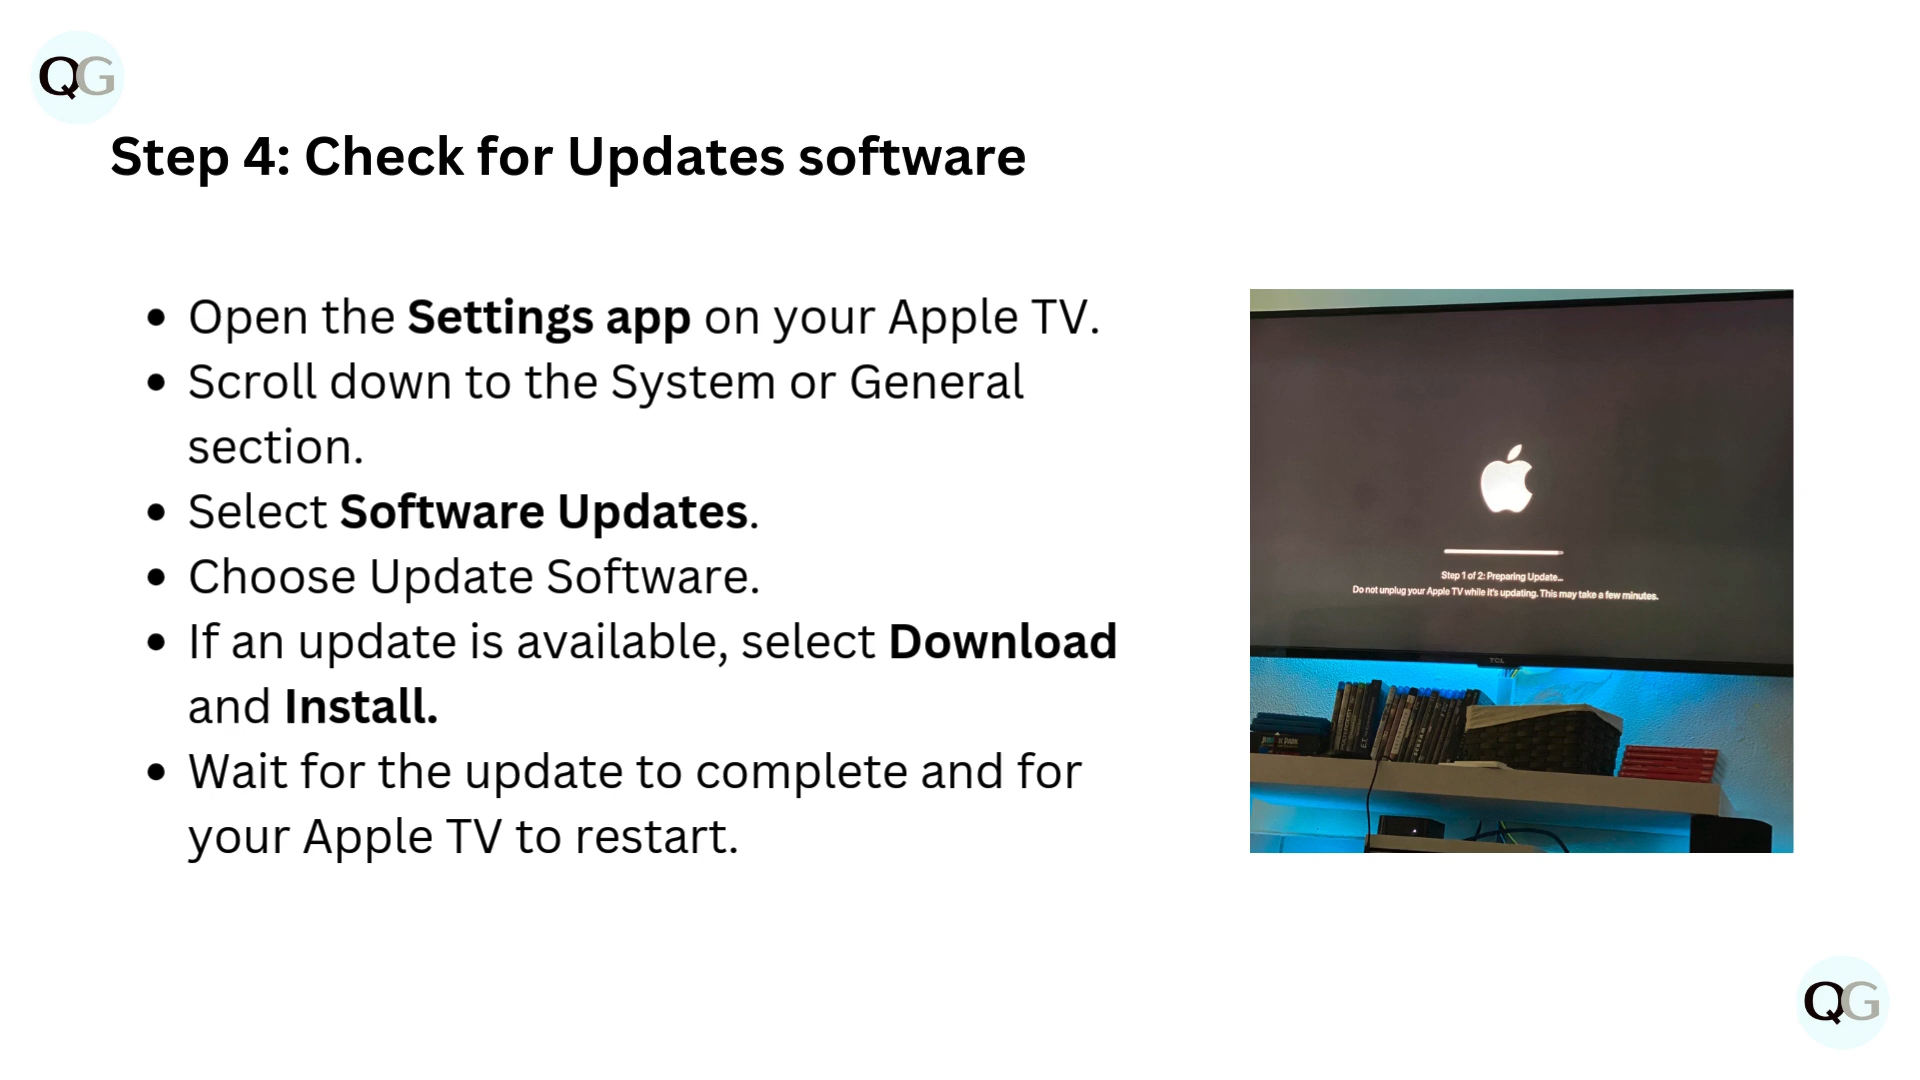 QG
Step 4: Check for Updates software
Open the Settings app on your Apple TV.
Scroll down to the System or General
section.
Select Software Updates.
Choose Update Software.
If an update is available, select Download
and Install.
Wait for the update to complete and for
your Apple TV to restart.
Step 1 of 2: Preparing Update...
Do not unplug your Apple TV while it's updating. This may take a few minutes.
TCL
QG